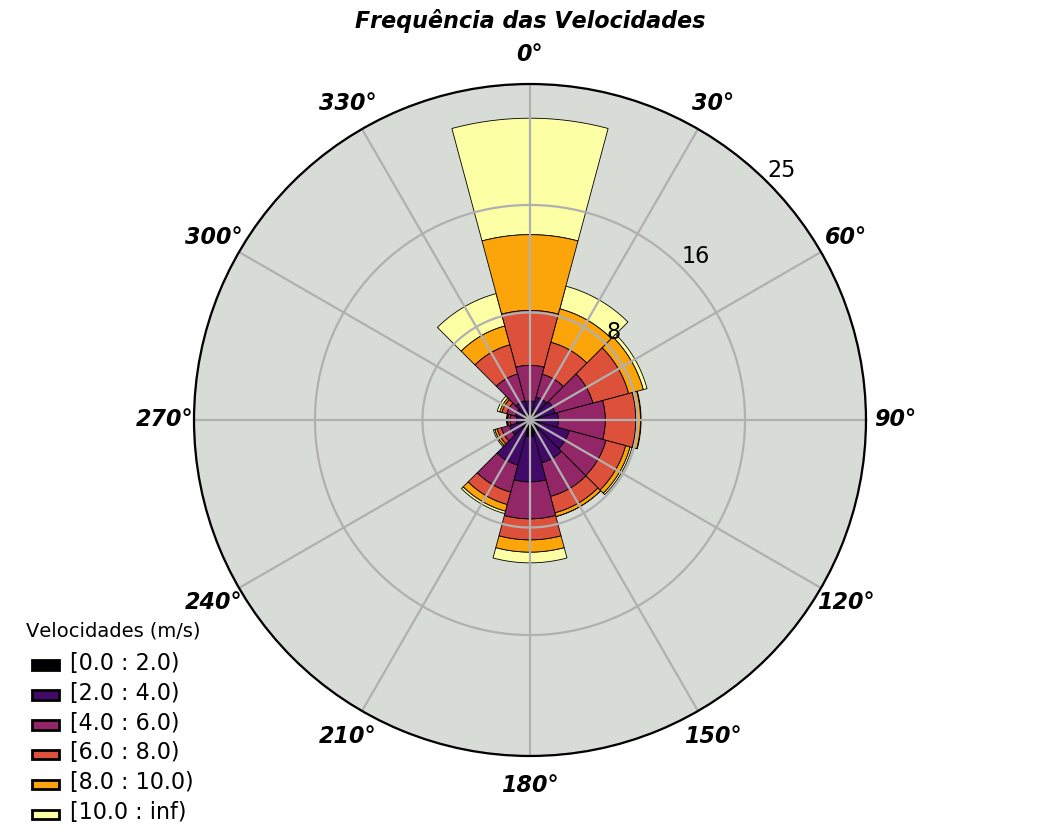 Frequência das Velocidades
0°
330°
30°
25
300°
60°
16
8
270°
90°
240°
120°
210°
150°
180°
Velocidades (m/s)
[0.0 : 2.0)
[2.0 : 4.0)
[4.0 : 6.0)
[6.0 : 8.0)
[8.0 : 10.0)
[10.0 : inf)